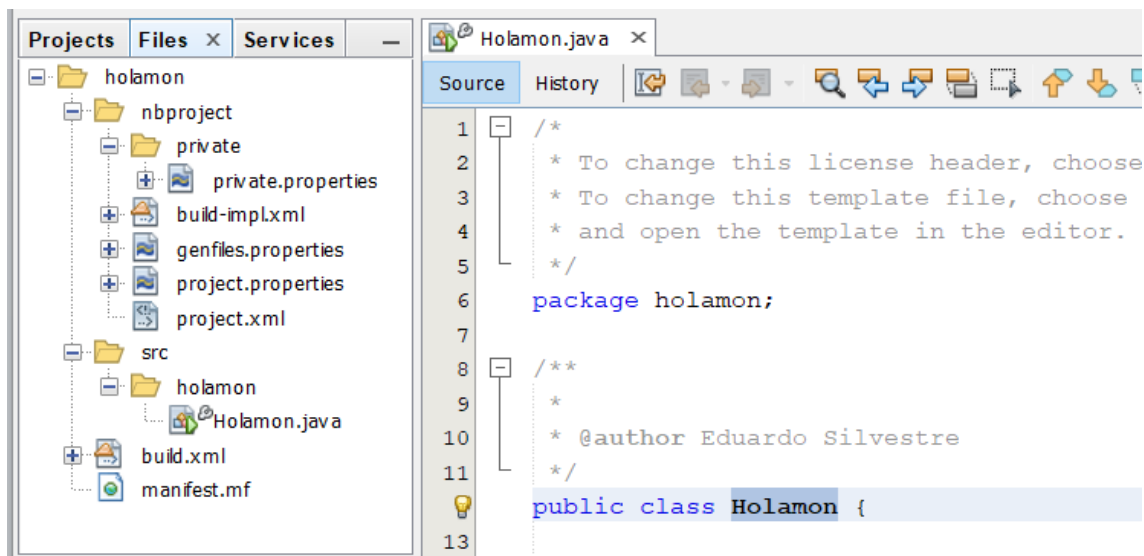 Projects Files × Services
holamon
nbproject
private
private.properties
build-impl.xml
genfiles.properties
project.properties
project.xml
src
holamon
Holamon.java
build.xml
manifest.mf
Holamon.java ×
Source History
1 /*
2 * To change this license header, choose
3 * To change this template file, choose
4 * and open the template in the editor.
5 */
6 package holamon;
7
8 /**
9 *
10 * @author Eduardo Silvestre
11 */
public class Holamon {
13